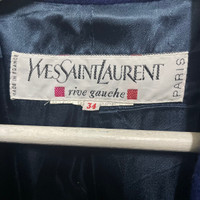 MADE IN FRANCE
YVESSAINTLAURENT
rive gauche
34
PARIS